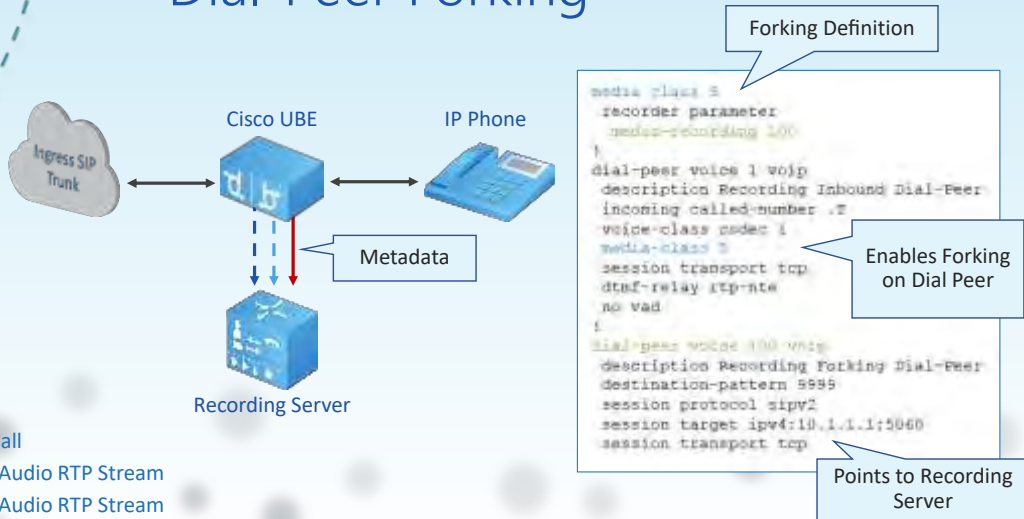 Dial-Peer Forking
Forking Definition
Ingress SIP
Trunk
Cisco UBE
IP Phone
Metadata
Recording Server
all
Audio RTP Stream
Audio RTP Stream
media class 5
recorder parameter
media-recording 100
!
dial-peer voice 1 voip
description Recording Inbound Dial-Peer
incoming called-number .T
voice-class codec 1
media-class 5
session transport tcp
dtmf-relay rtp-nte
no vad
!
dial-peer voice 100 voip
description Recording Forking Dial-Peer
destination-pattern 9999
session protocol sipv2
session target ipv4:10.1.1.1:5060
session transport tcp
Enables Forking
on Dial Peer
Points to Recording
Server